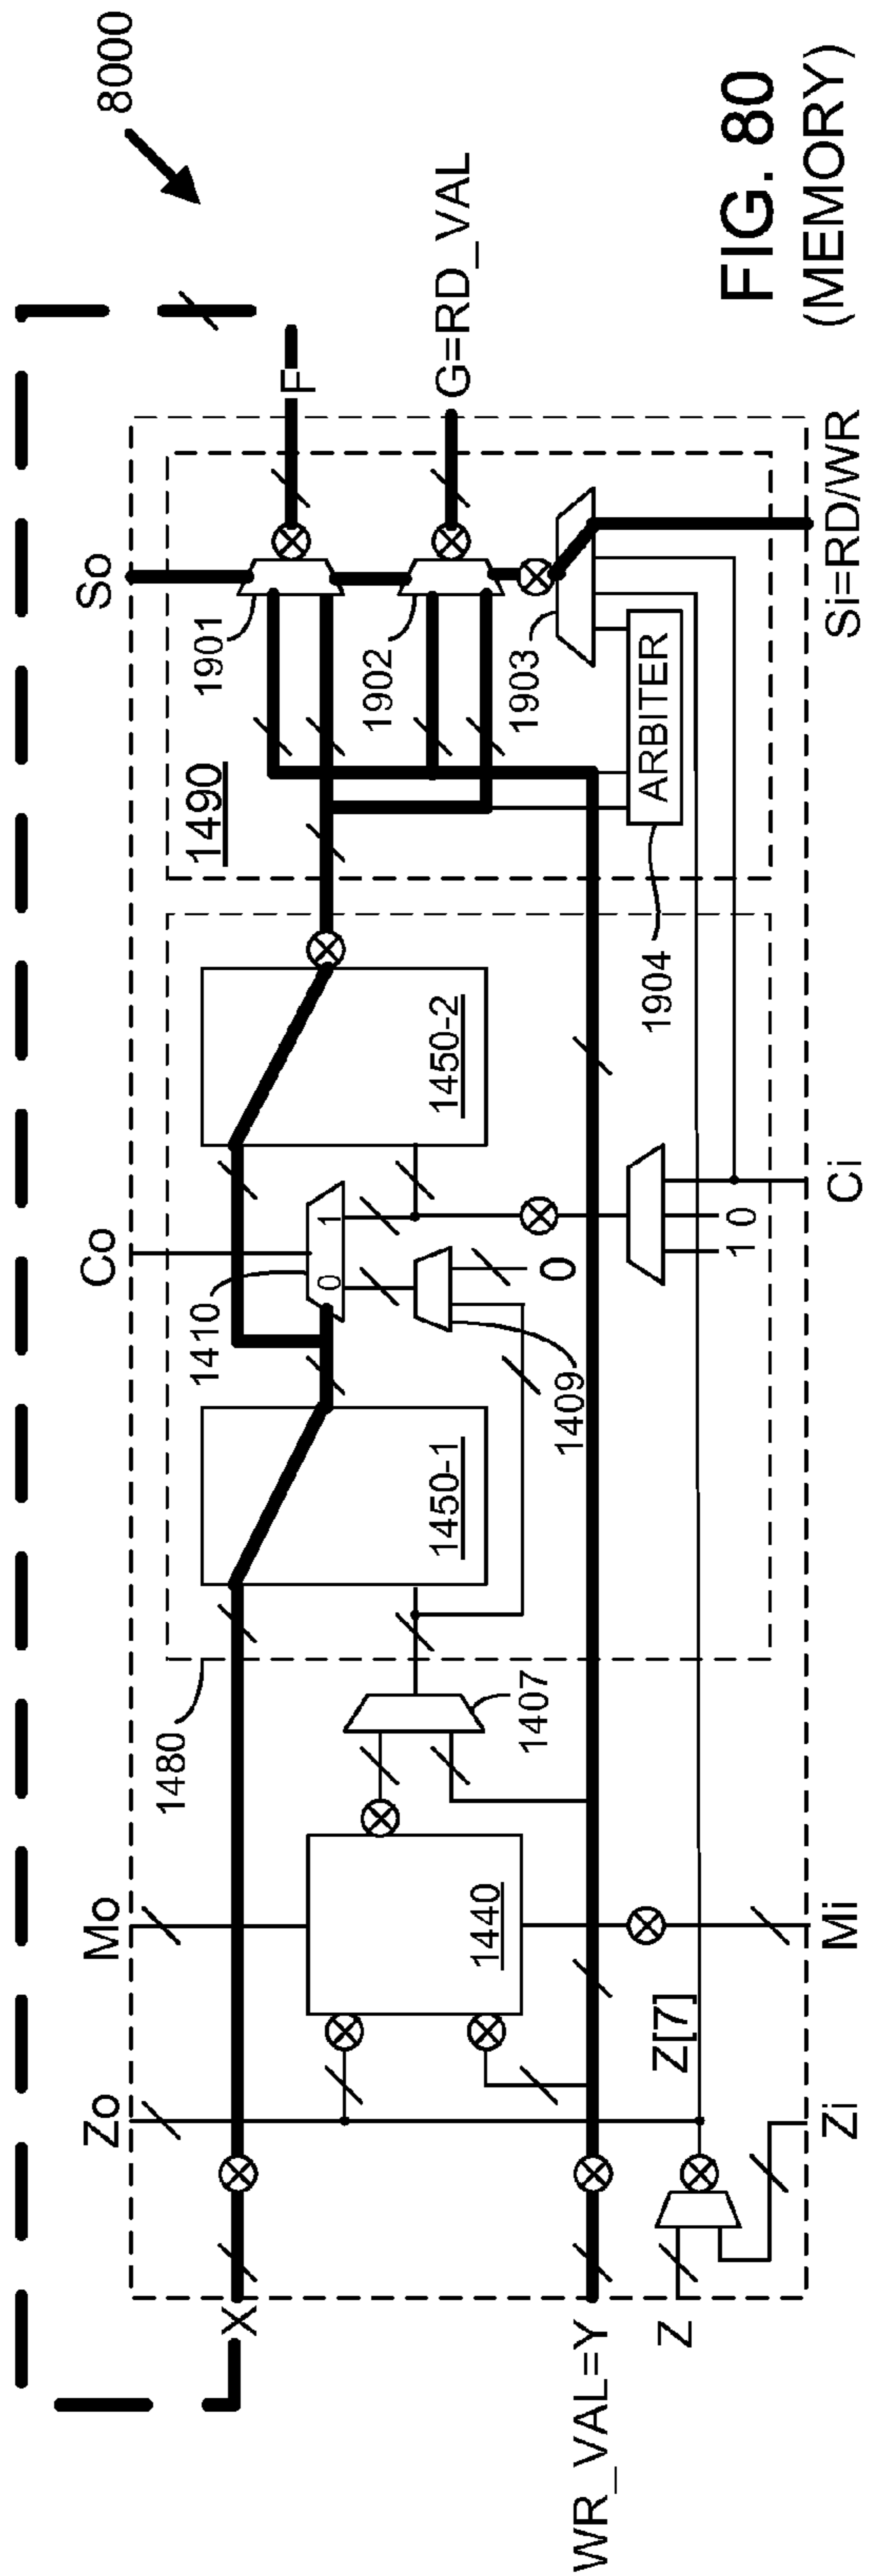 8000
So
Co
Mo
Zo
F
G=RD_VAL
1901
1902
1903
1490
ARBITER
1904
1450-2
1410
0
1
1409
0
1 0
1450-1
1480
1407
1440
Z[7]
X
WR_VAL=Y
Z
Zi
Mi
Ci
Si=RD/WR
FIG. 80
(MEMORY)